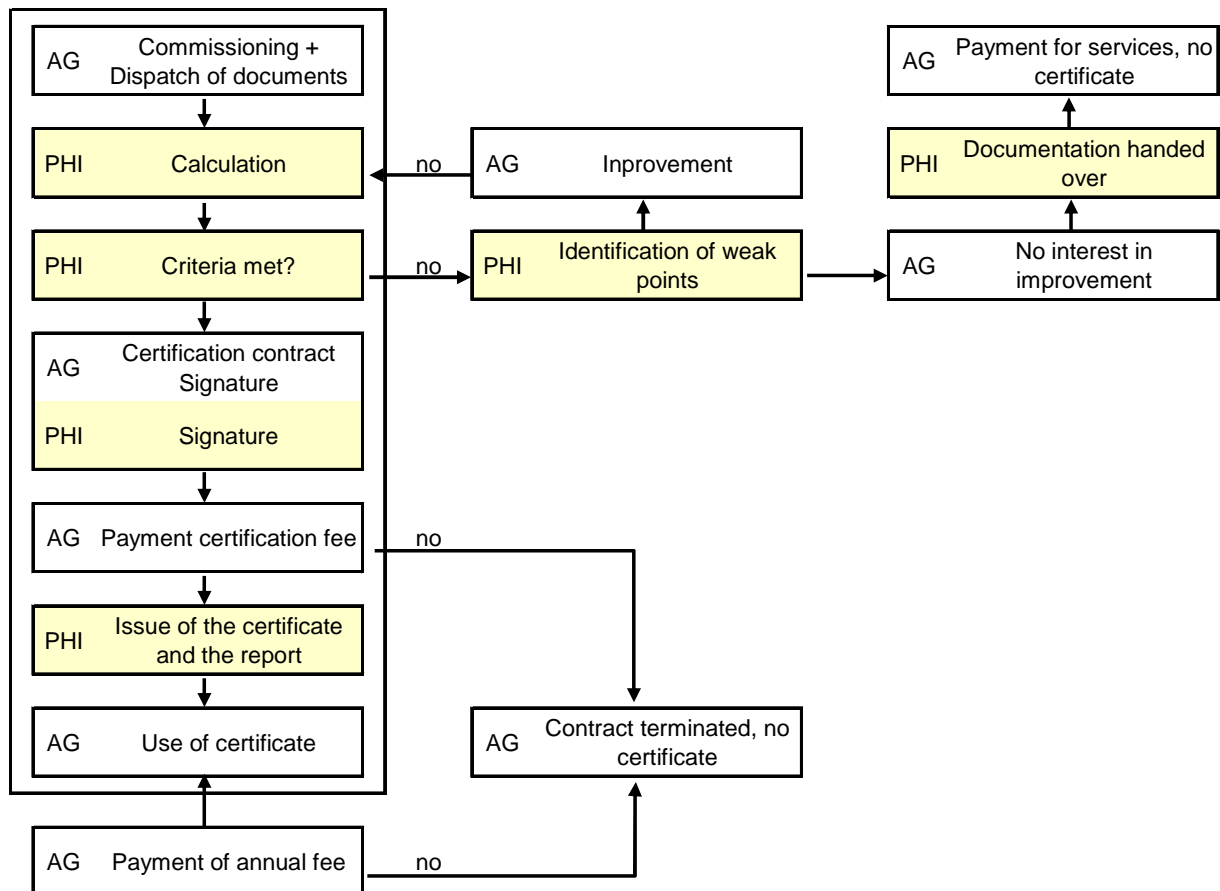 AG Commissioning +
Dispatch of documents
AG Payment for services, no
certificate
PHI Calculation
no
AG Inprovement
PHI Documentation handed
over
PHI Criteria met?
no
PHI Identification of weak
points
AG No interest in
improvement
AG Certification contract
Signature
PHI Signature
AG Payment certification fee
no
PHI Issue of the certificate
and the report
AG Use of certificate
AG Contract terminated, no
certificate
AG Payment of annual fee
no